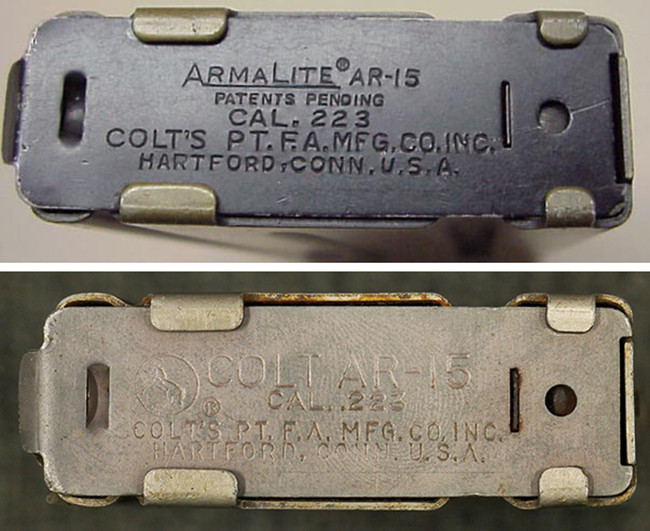 ARMALITE® AR-15
PATENTS PENDING
CAL. 223
COLT'S PT. F.A. MFG. CO. INC.
HARTFORD, CONN. U.S.A.
COLT AR-15
® CAL. .223
COLT'S PT. F.A. MFG. CO. INC.
HARTFORD, CONN. U.S.A.